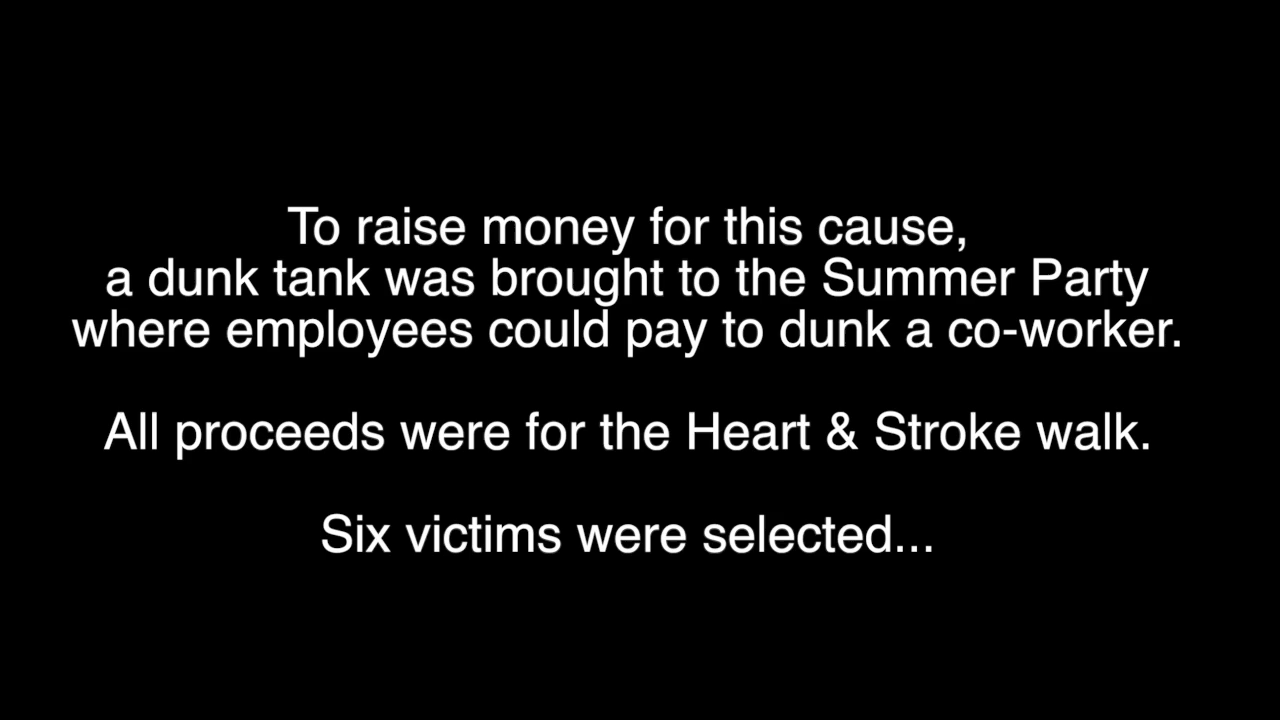 To raise money for this cause,
a dunk tank was brought to the Summer Party
where employees could pay to dunk a co-worker.
All proceeds were for the Heart & Stroke walk.
Six victims were selected...